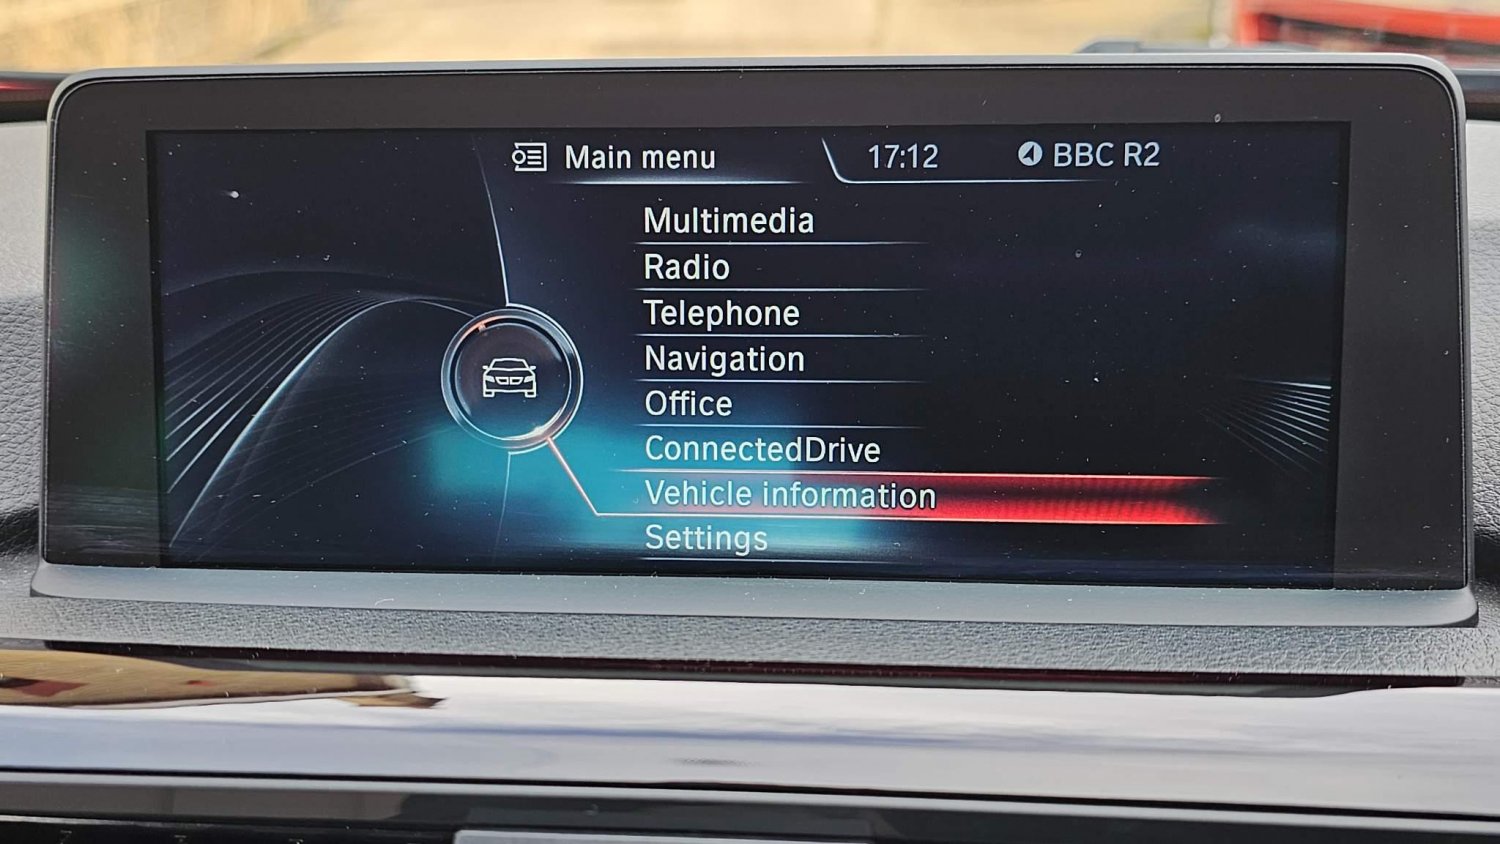 Main menu
17:12
BBC R2
Multimedia
Radio
Telephone
Navigation
Office
ConnectedDrive
Vehicle information
Settings